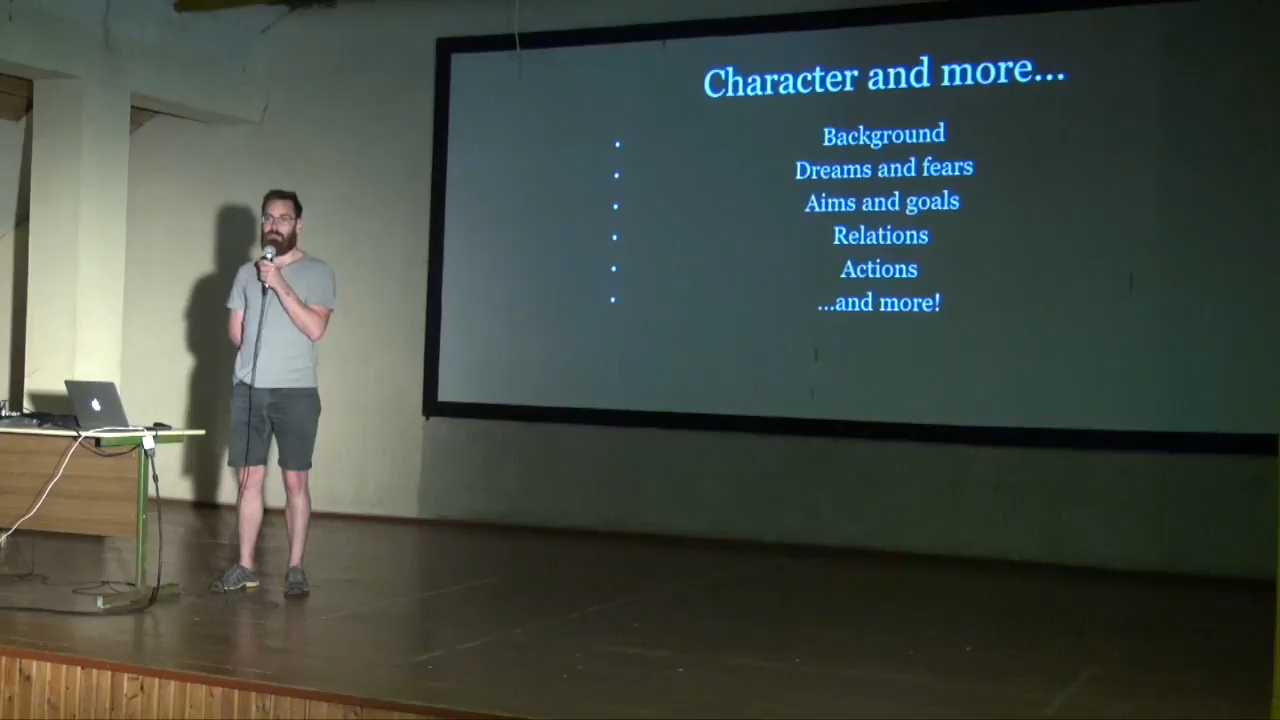 Character and more...
• Background
• Dreams and fears
• Aims and goals
• Relations
• Actions
• ...and more!